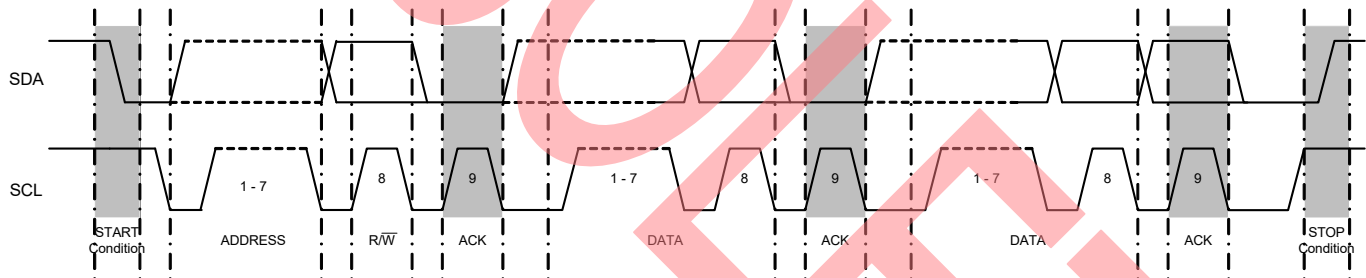 SDA
SCL
1 - 7
8
9
1 - 7
8
9
1 - 7
8
9
START
Condition
ADDRESS
R/W̅
ACK
DATA
ACK
DATA
ACK
STOP
Condition